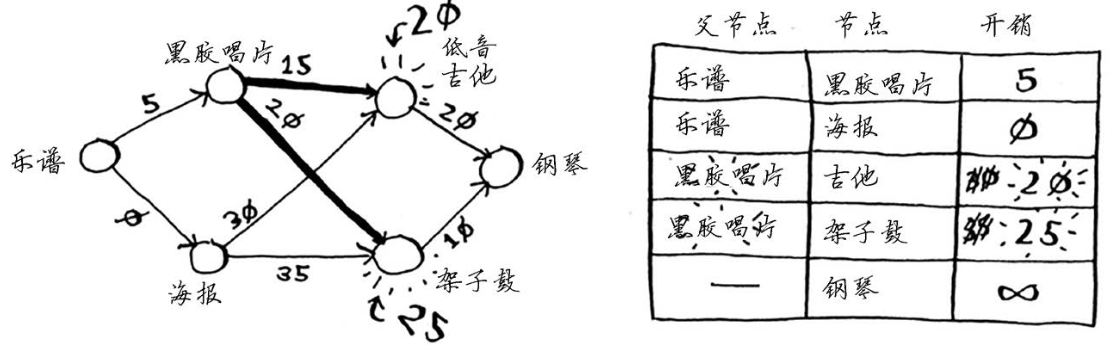 2Ø
低音
吉他
黑胶唱片
15
5
2Ø
2Ø
乐谱
钢琴
Ø
3Ø
1Ø
35
海报
架子鼓
25
父节点 节点 开销
乐谱 黑胶唱片 5
乐谱 海报 Ø
黑胶唱片 吉他 2Ø
黑胶唱片 架子鼓 25
— 钢琴 ∞